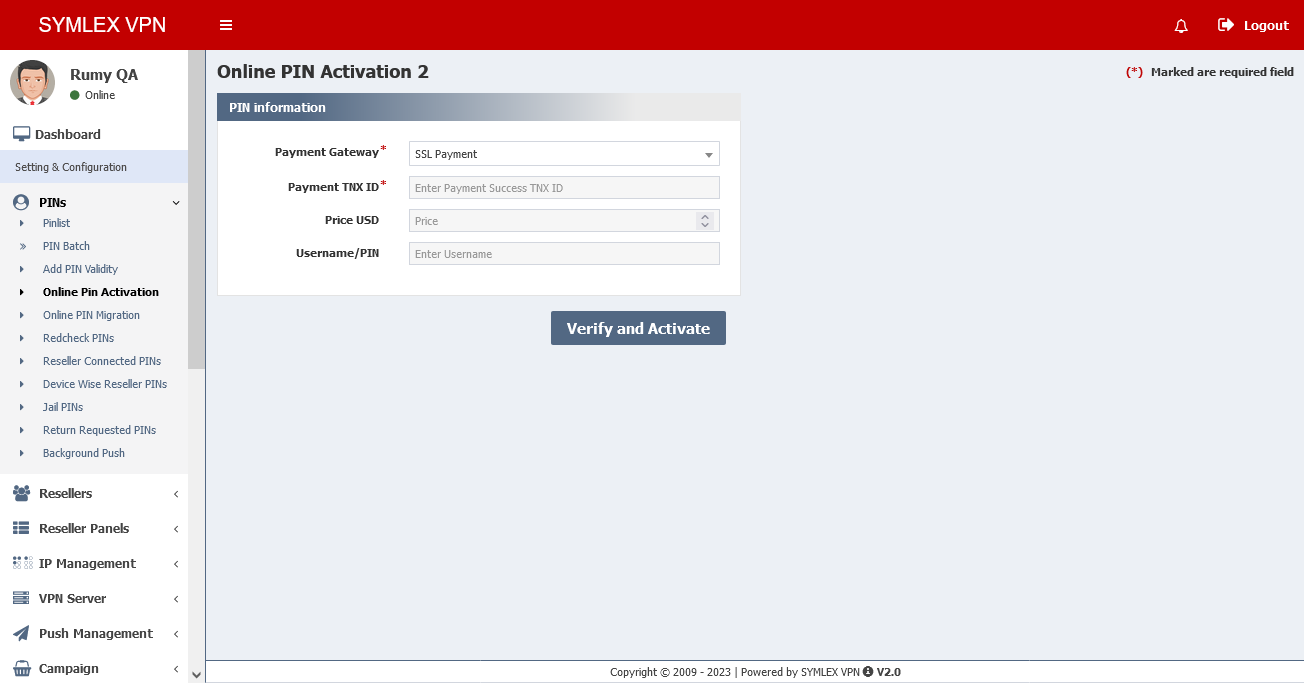 SYMLEX VPN
Logout
Rumy QA
Online
Dashboard
Setting & Configuration
PINs
Pinlist
PIN Batch
Add PIN Validity
Online Pin Activation
Online PIN Migration
Redcheck PINs
Reseller Connected PINs
Device Wise Reseller PINs
Jail PINs
Return Requested PINs
Background Push
Resellers
Reseller Panels
IP Management
VPN Server
Push Management
Campaign
Online PIN Activation 2
(*) Marked are required field
PIN information
Payment Gateway* SSL Payment
Payment TNX ID* Enter Payment Success TNX ID
Price USD Price
Username/PIN Enter Username
Verify and Activate
Copyright © 2009 - 2023 | Powered by SYMLEX VPN V2.0